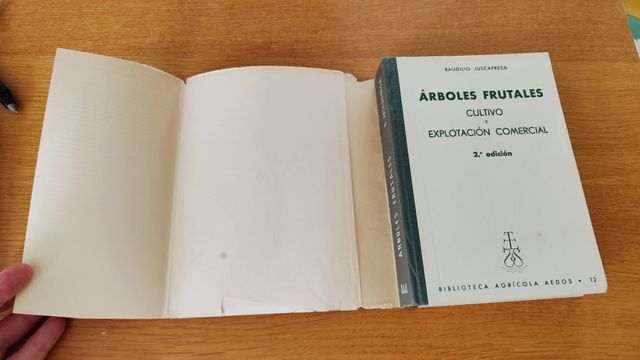 BAUDILIO JUSCAFRESA
ÁRBOLES FRUTALES
CULTIVO
Y
EXPLOTACIÓN COMERCIAL
2.ª edición
BIBLIOTECA AGRÍCOLA AEDOS • 12
ÁRBOLES FRUTALES